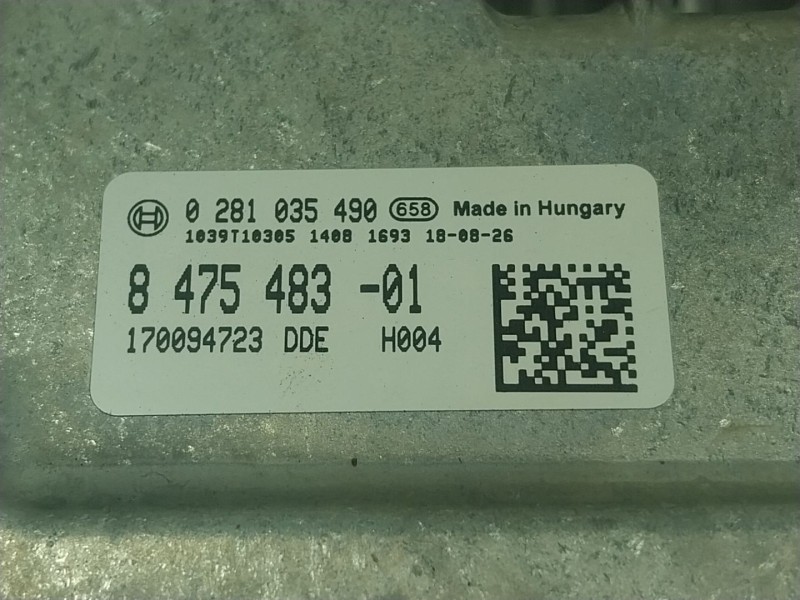 0 281 035 490 658 Made in Hungary
1039T10305 1408 1693 18-08-26
8 475 483 -01
170094723 DDE H004